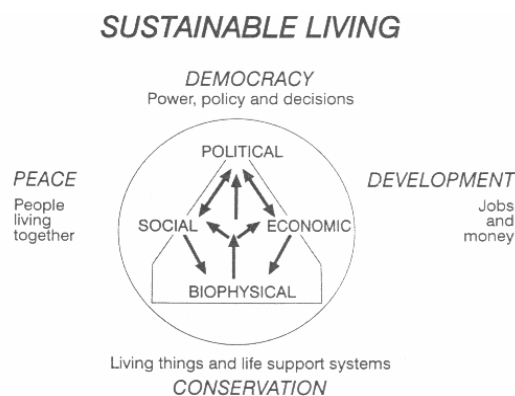 SUSTAINABLE LIVING
DEMOCRACY
Power, policy and decisions
POLITICAL
PEACE
People
living
together
DEVELOPMENT
Jobs
and
money
SOCIAL
ECONOMIC
BIOPHYSICAL
Living things and life support systems
CONSERVATION